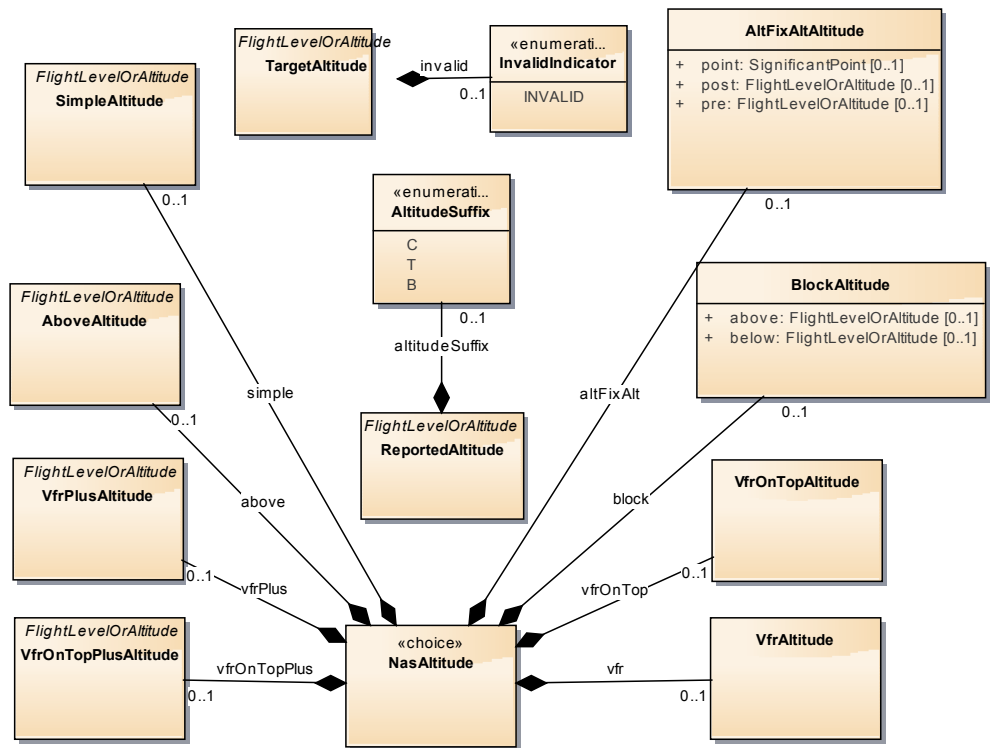 FlightLevelOrAltitude
SimpleAltitude
0..1
FlightLevelOrAltitude
TargetAltitude
invalid
0..1
«enumerati...
InvalidIndicator
INVALID
AltFixAltAltitude
+ point: SignificantPoint [0..1]
+ post: FlightLevelOrAltitude [0..1]
+ pre: FlightLevelOrAltitude [0..1]
0..1
«enumerati...
AltitudeSuffix
C
T
B
0..1
altitudeSuffix
FlightLevelOrAltitude
ReportedAltitude
FlightLevelOrAltitude
AboveAltitude
0..1
BlockAltitude
+ above: FlightLevelOrAltitude [0..1]
+ below: FlightLevelOrAltitude [0..1]
0..1
simple
altFixAlt
above
block
FlightLevelOrAltitude
VfrPlusAltitude
0..1
vfrPlus
VfrOnTopAltitude
0..1
vfrOnTop
FlightLevelOrAltitude
VfrOnTopPlusAltitude
0..1
vfrOnTopPlus
«choice»
NasAltitude
vfr
0..1
VfrAltitude